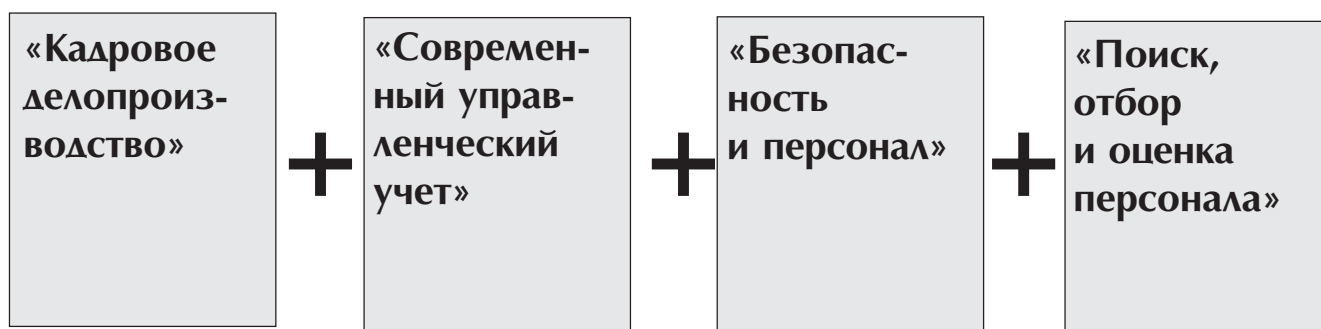 «Кадровое
делопроиз-
водство»
+
«Современ-
ный управ-
ленческий
учет»
+
«Безопас-
ность
и персонал»
+
«Поиск,
отбор
и оценка
персонала»